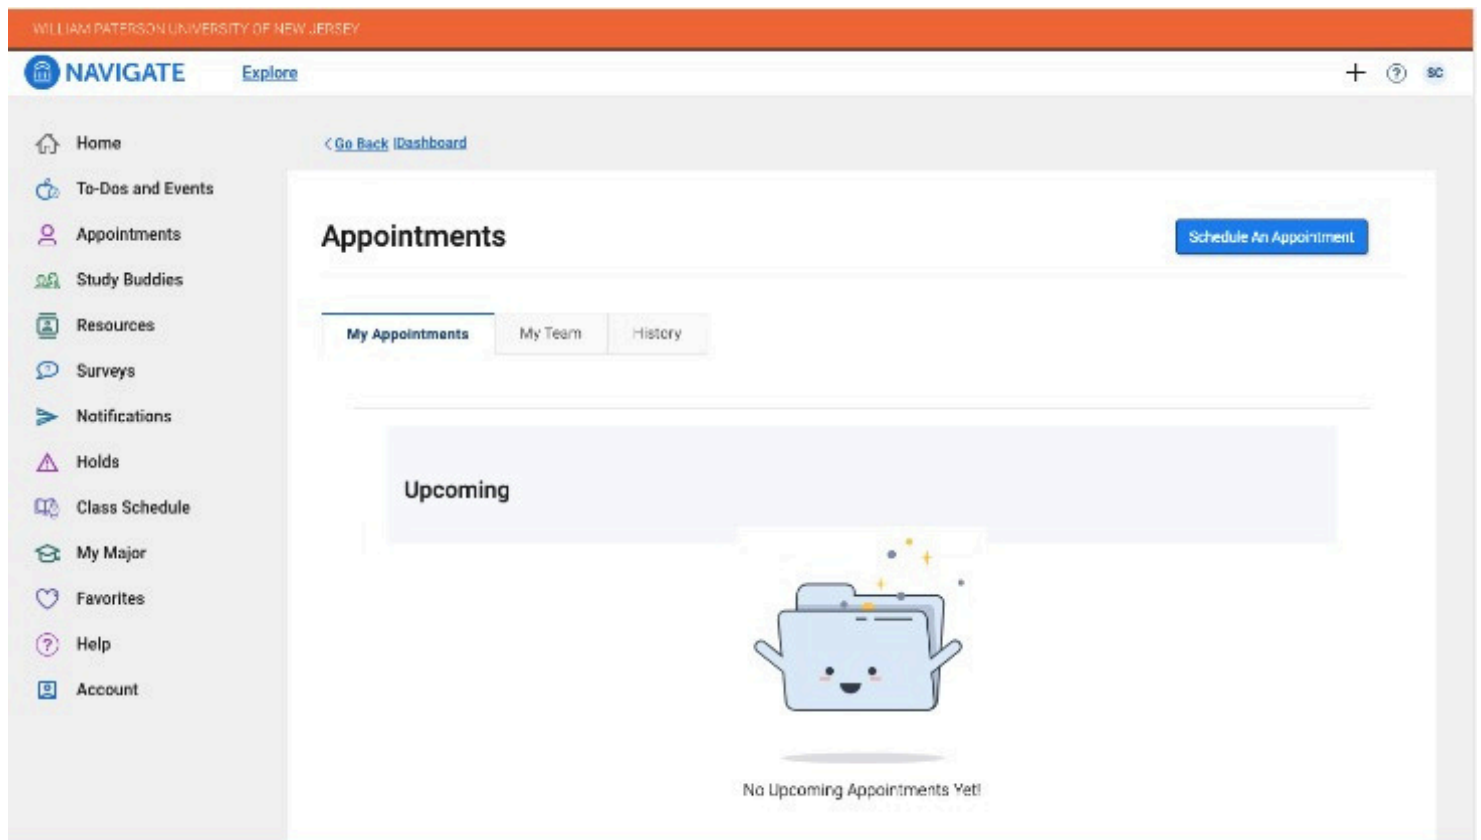 WILLIAM PATERSON UNIVERSITY OF NEW JERSEY
NAVIGATE Explore + ? SC
Home
To-Dos and Events
Appointments
Study Buddies
Resources
Surveys
Notifications
Holds
Class Schedule
My Major
Favorites
Help
Account
< Go Back |Dashboard
Appointments Schedule An Appointment
My Appointments My Team History
Upcoming
No Upcoming Appointments Yet!